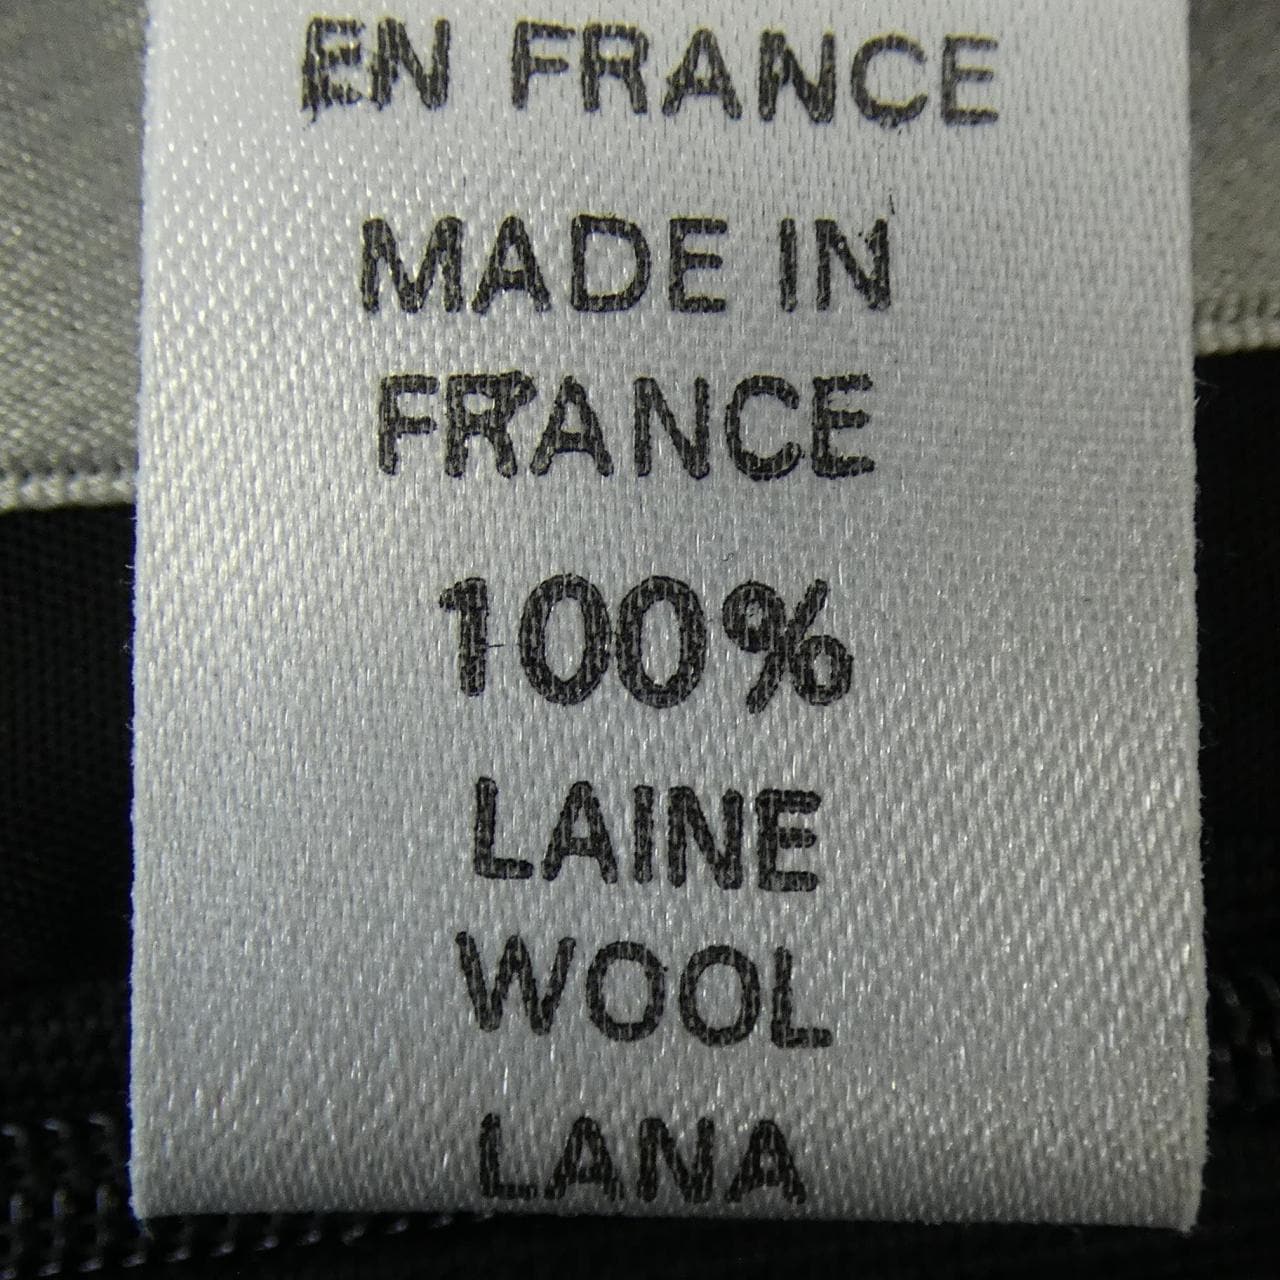 EN FRANCE
MADE IN
FRANCE
100%
LAINE
WOOL
LANA